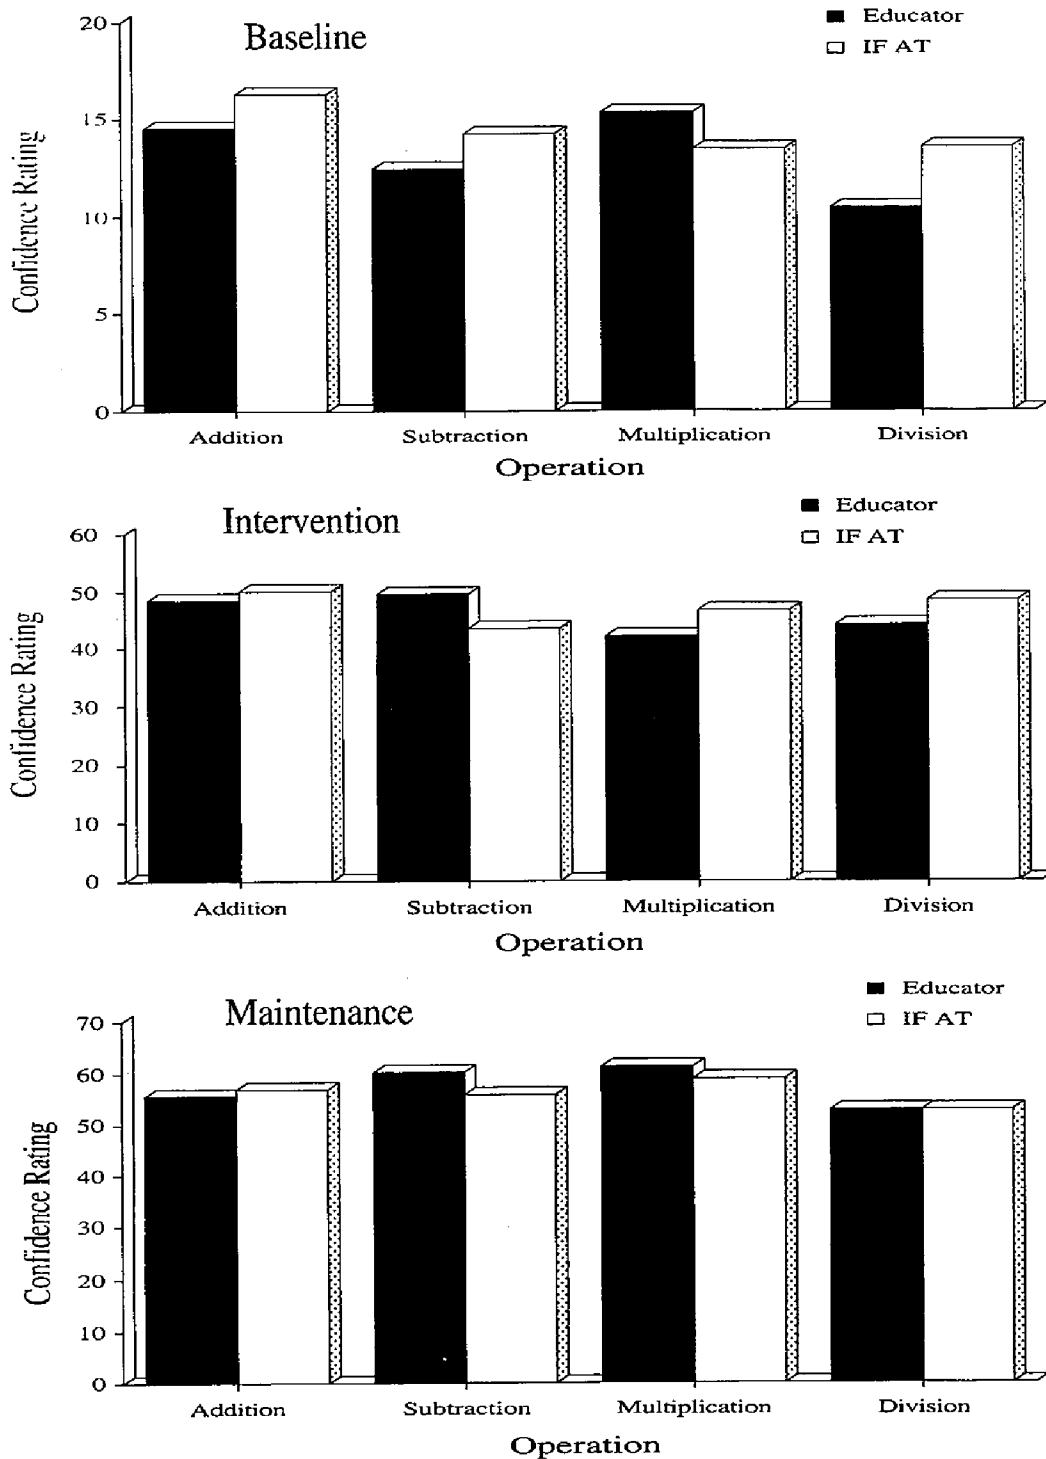 Baseline
Educator
IF AT
Confidence Rating
20
15
10
5
0
Addition Subtraction Multiplication Division
Operation
Intervention
Educator
IF AT
Confidence Rating
60
50
40
30
20
10
0
Addition Subtraction Multiplication Division
Operation
Maintenance
Educator
IF AT
Confidence Rating
70
60
50
40
30
20
10
0
Addition Subtraction Multiplication Division
Operation